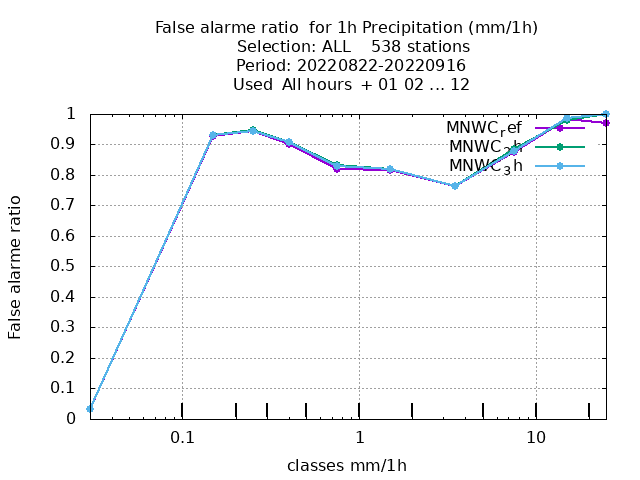 False alarme ratio  for 1h Precipitation (mm/1h)
Selection: ALL    538 stations
Period: 20220822-20220916
Used  All hours  + 01 02 ... 12
1
0.9
0.8
0.7
0.6
0.5
0.4
0.3
0.2
0.1
0
False alarme ratio
MNWC_ref
MNWC_2h
MNWC_3h
0.1
1
10
classes mm/1h